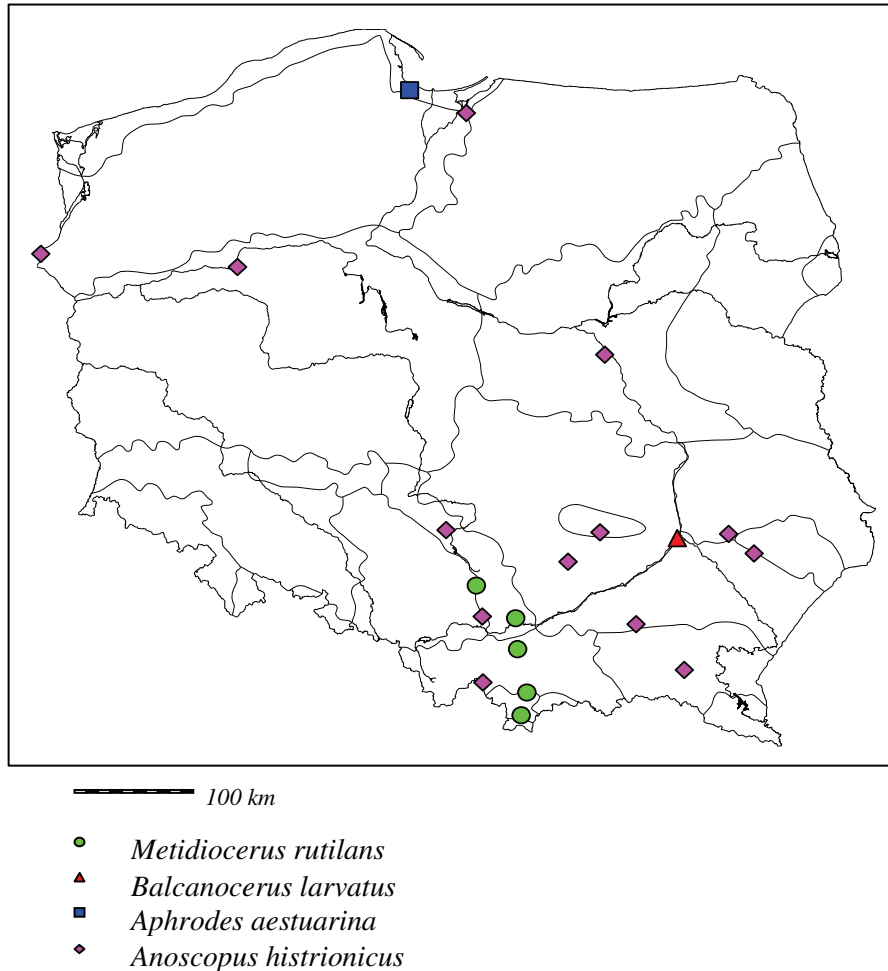 100 km
Metidiocerus rutilans
Balcanocerus larvatus
Aphrodes aestuarina
Anoscopus histrionicus